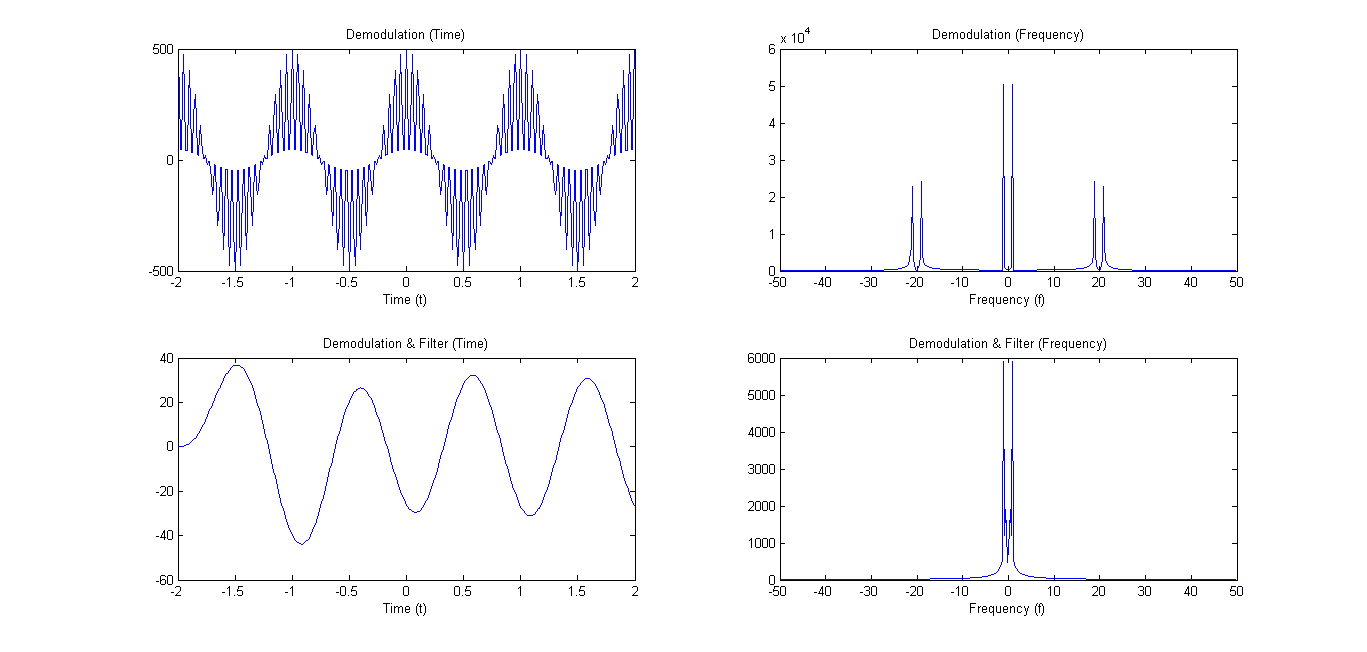 Demodulation (Time)
500
0
-500
-2 -1.5 -1 -0.5 0 0.5 1 1.5 2
Time (t)
Demodulation (Frequency)
x 10^4
6
5
4
3
2
1
0
-50 -40 -30 -20 -10 0 10 20 30 40 50
Frequency (f)
Demodulation & Filter (Time)
40
20
0
-20
-40
-60
-2 -1.5 -1 -0.5 0 0.5 1 1.5 2
Time (t)
Demodulation & Filter (Frequency)
6000
5000
4000
3000
2000
1000
0
-50 -40 -30 -20 -10 0 10 20 30 40 50
Frequency (f)